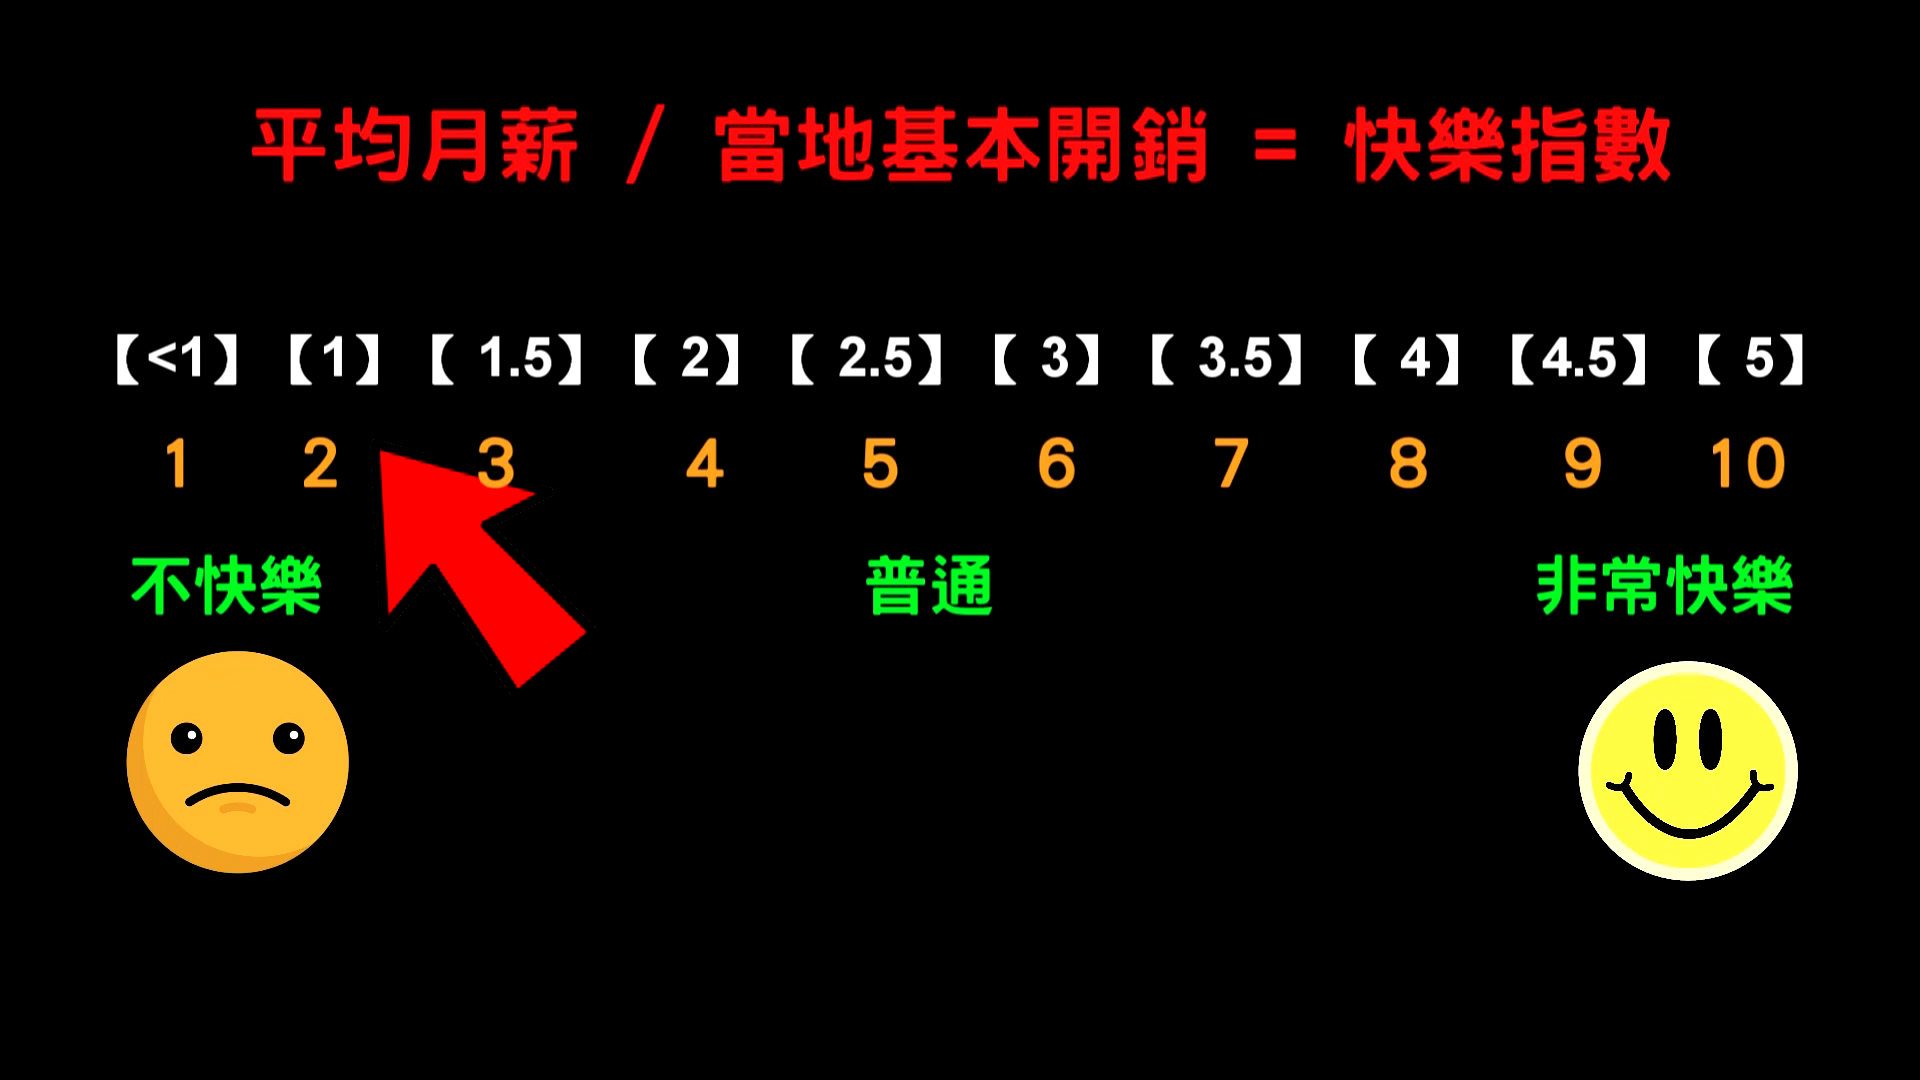 平均月薪 / 當地基本開銷 = 快樂指數
【<1】 【1】 【 1.5】 【 2】 【 2.5】 【 3】 【 3.5】 【 4】 【4.5】 【 5】
1 2 3 4 5 6 7 8 9 10
不快樂 普通 非常快樂